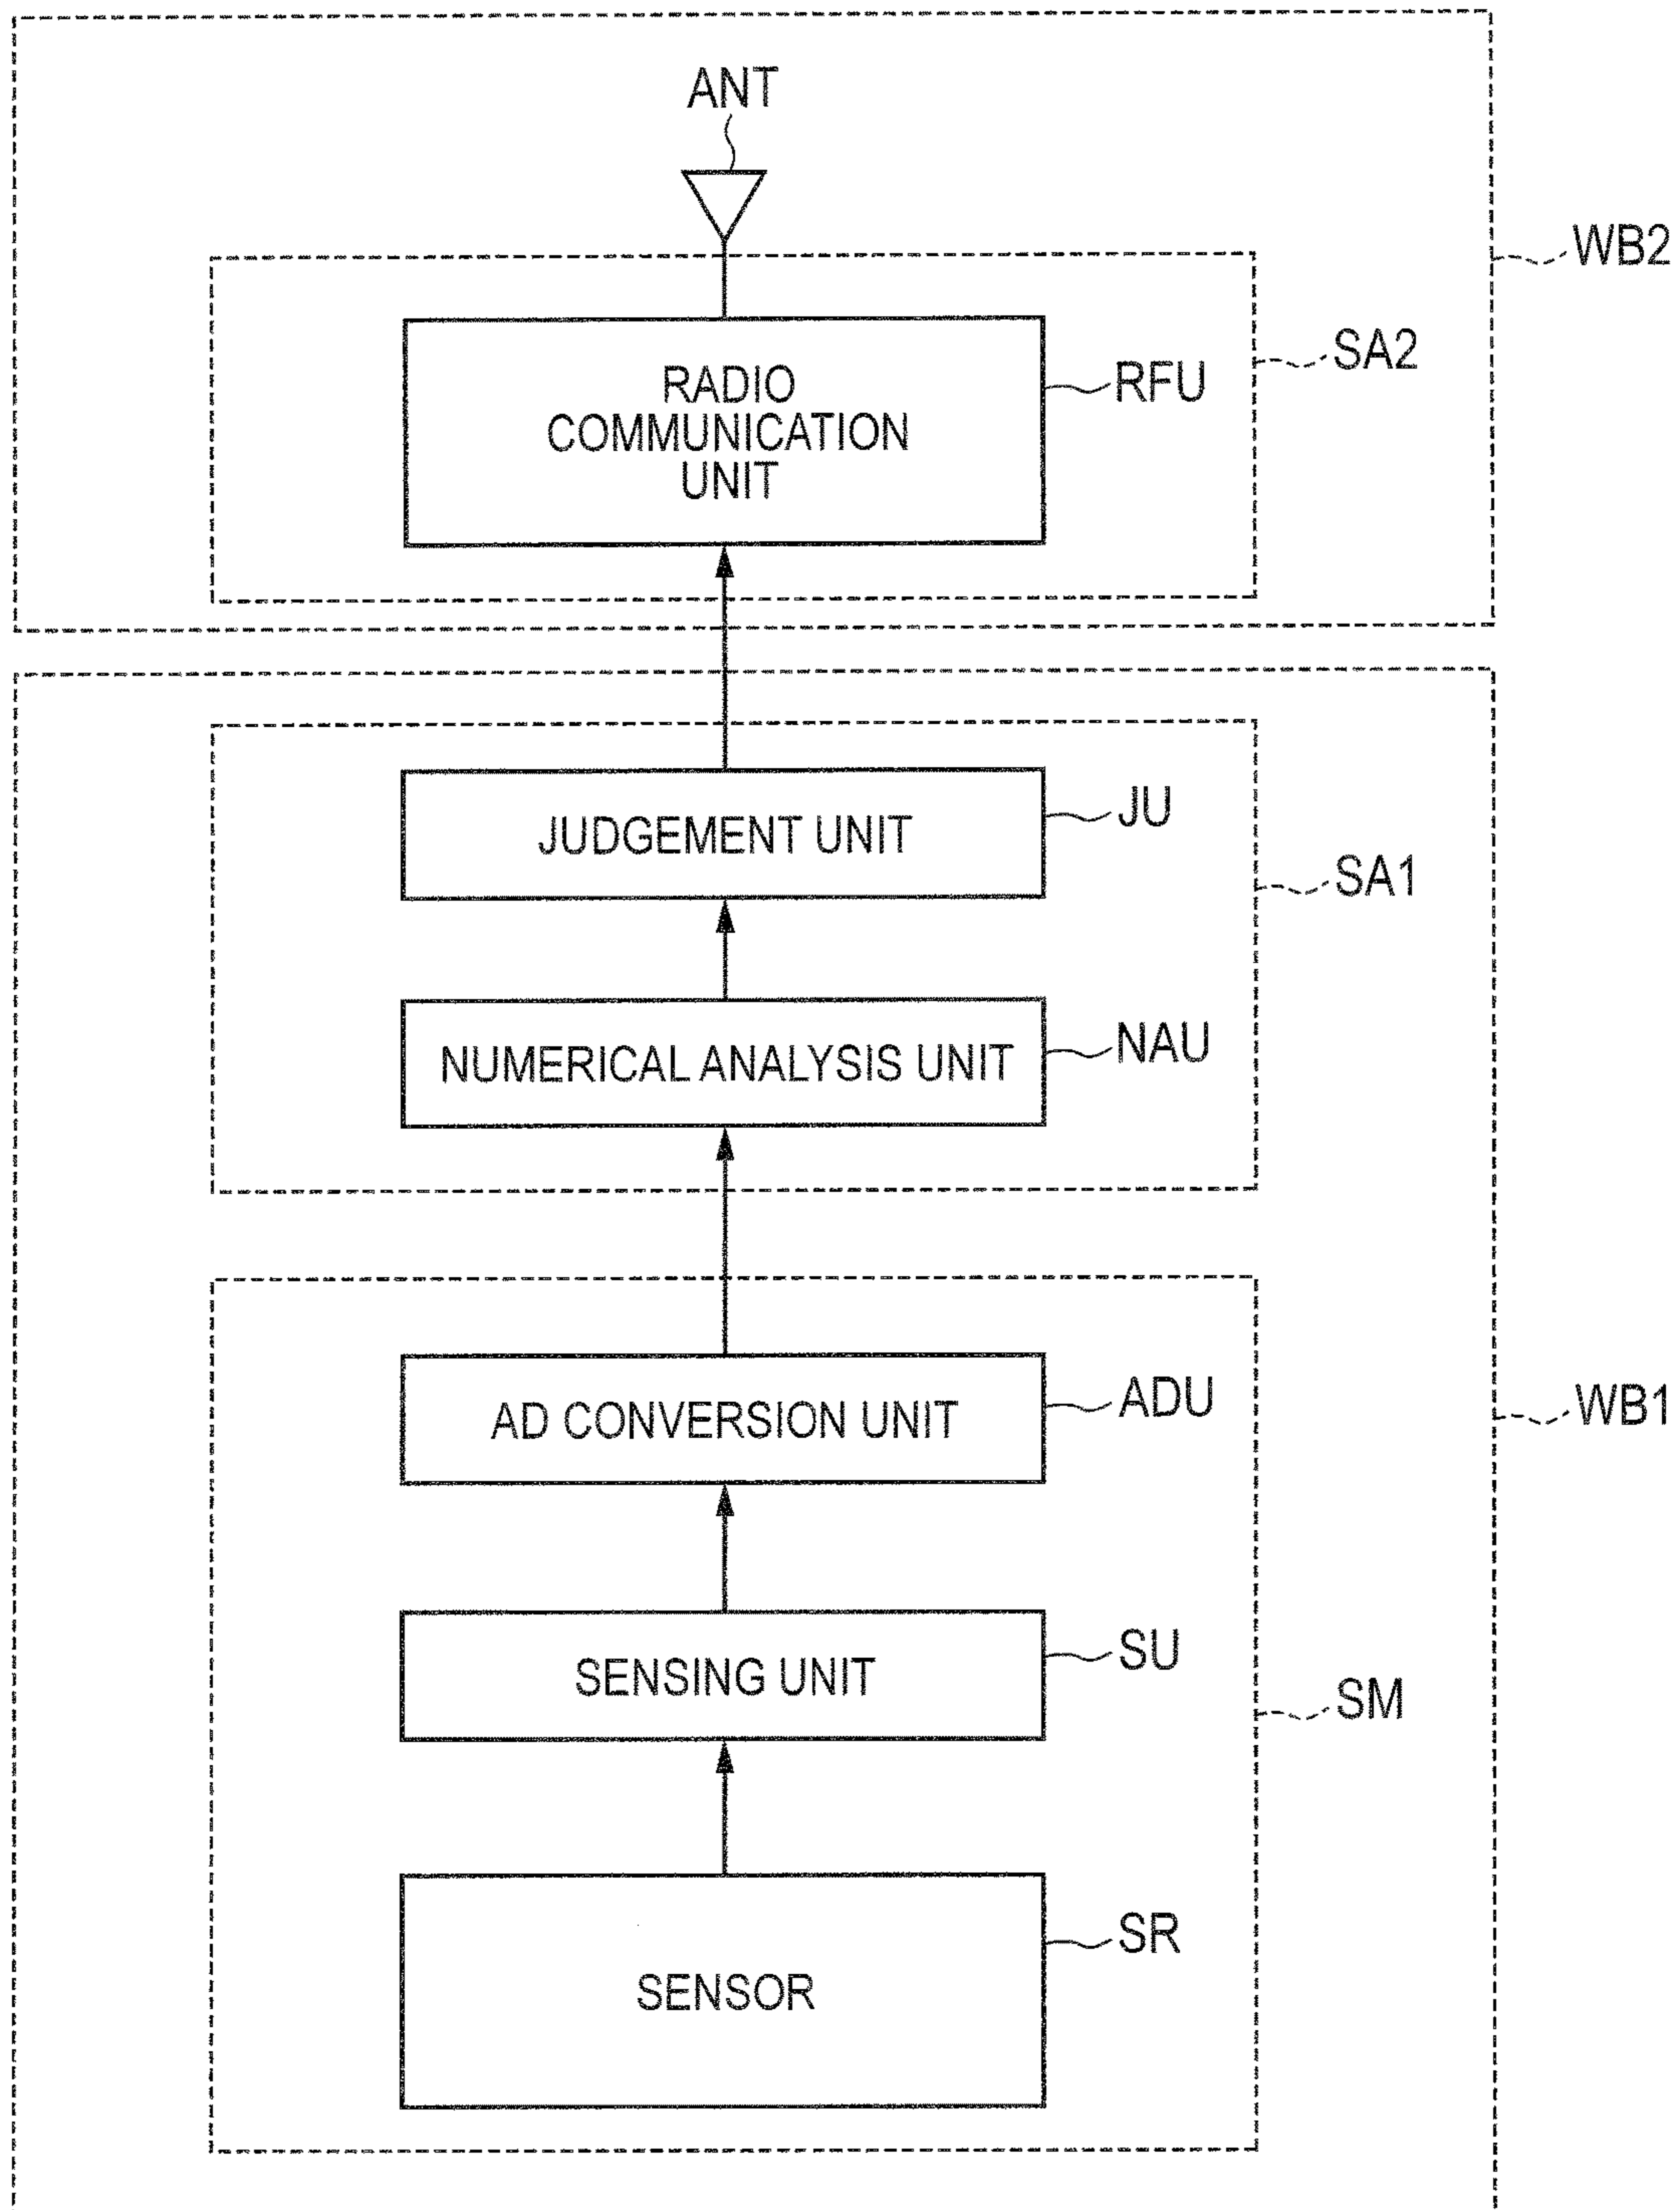 ANT
WB2
SA2
RADIO
COMMUNICATION
UNIT
RFU
JUDGEMENT UNIT
JU
SA1
NUMERICAL ANALYSIS UNIT
NAU
AD CONVERSION UNIT
ADU
WB1
SENSING UNIT
SU
SM
SENSOR
SR